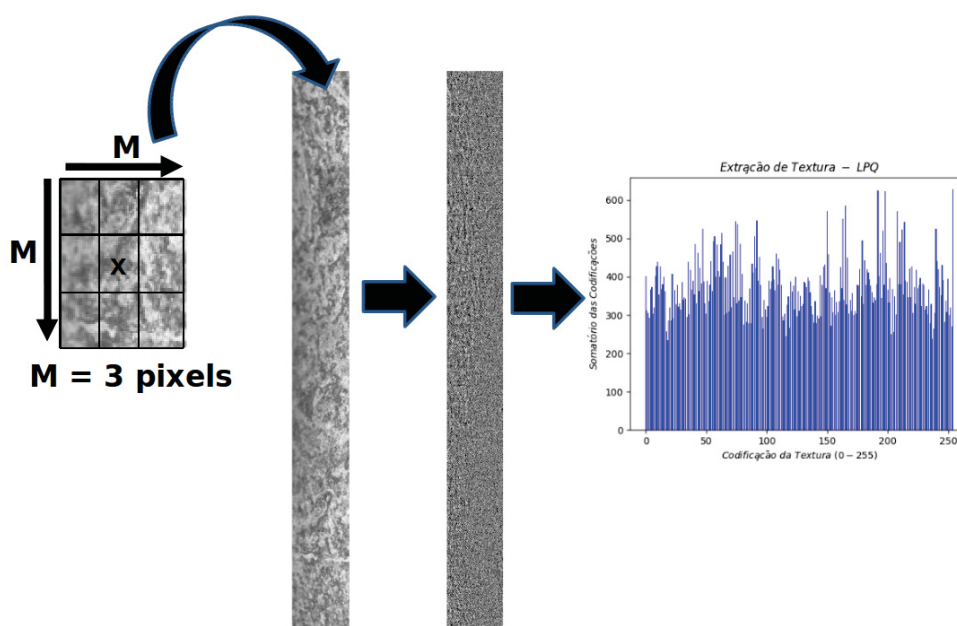 M
M
X
M = 3 pixels
Extração de Textura − LPQ
Somatório das Codificações
600
500
400
300
200
100
0
0
50
100
150
200
250
Codificação da Textura (0 − 255)